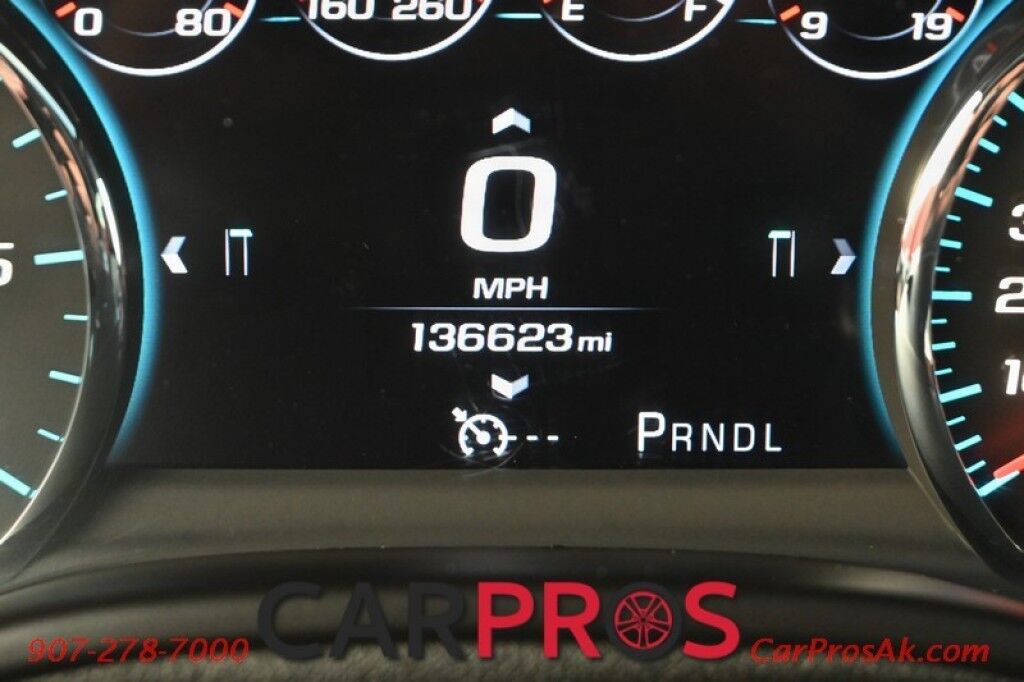 0 80 160 260 E F 9 19
0
MPH
136623 mi
--- PRNDL
CARPROS
907-278-7000 CarProsAk.com